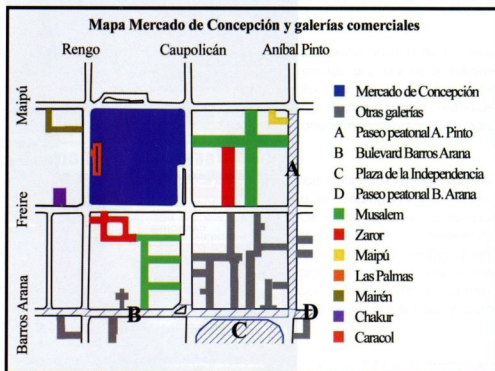 Mapa Mercado de Concepción y galerías comerciales
Rengo Caupolicán Aníbal Pinto
Maipú
Freire
Barros Arana
A
B
C
D
Mercado de Concepción
Otras galerías
A Paseo peatonal A. Pinto
B Bulevard Barros Arana
C Plaza de la Independencia
D Paseo peatonal B. Arana
Musalem
Zaror
Maipú
Las Palmas
Mairén
Chakur
Caracol